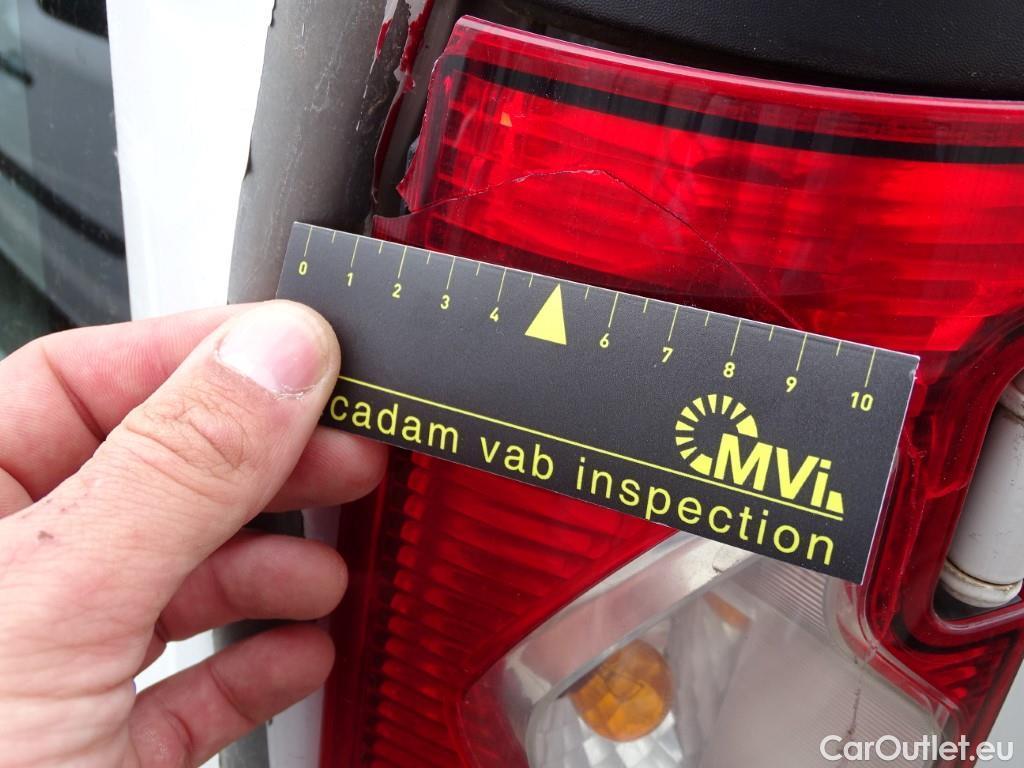 0 1 2 3 4 6 7 8 9 10
MVi
cadam vab inspection
CarOutlet.eu